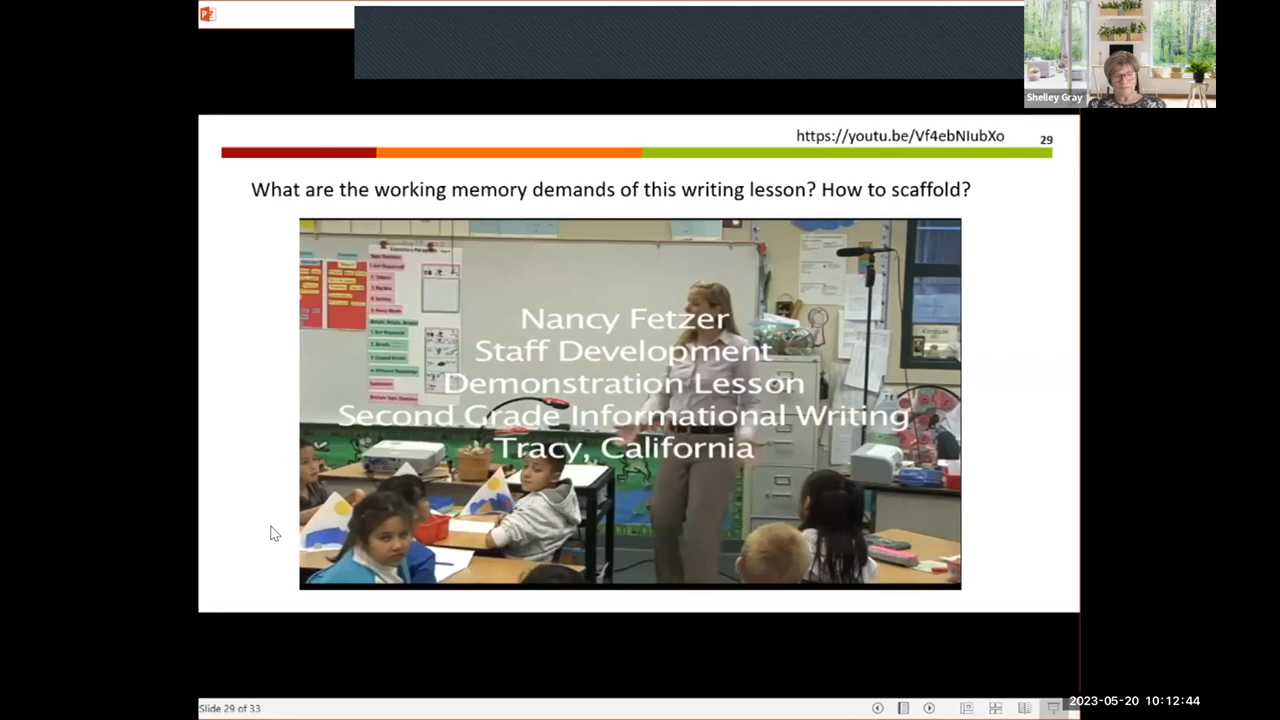 Shelley Gray
https://youtu.be/Vf4ebNIubXo
29
What are the working memory demands of this writing lesson? How to scaffold?
Nancy Fetzer
Staff Development
Demonstration Lesson
Second Grade Informational Writing
Tracy, California
Slide 29 of 33
2023-05-20 10:12:44